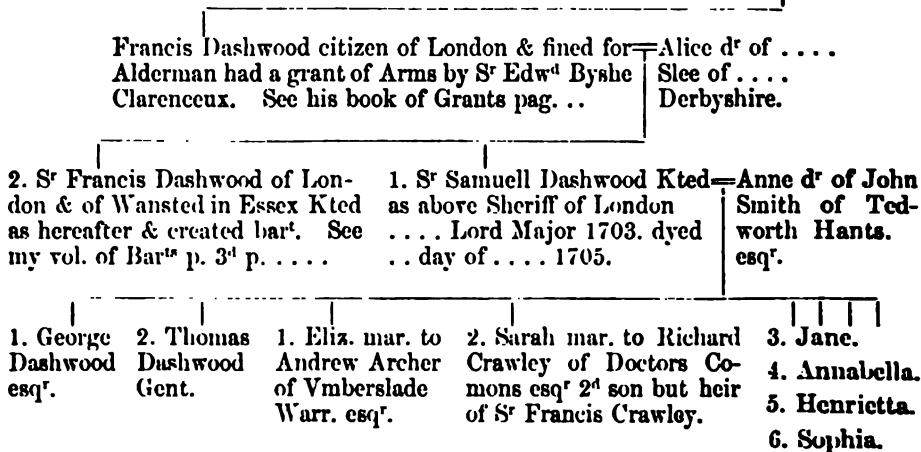 Francis Dashwood citizen of London & fined for
Alderman had a grant of Arms by Sʳ Edwᵈ Byshe
Clarenceux. See his book of Grants pag. ..
Alice dʳ of ....
Slee of ....
Derbyshire.
2. Sʳ Francis Dashwood of Lon-
don & of Wansted in Essex Kted
as hereafter & created barᵗ. See
my vol. of Barᵗˢ p. 3ᵈ p. .....
1. Sʳ Samuell Dashwood Kted
as above Sheriff of London
.... Lord Major 1703. dyed
.. day of .... 1705.
Anne dʳ of John
Smith of Ted-
worth Hants.
esqʳ.
1. George
Dashwood
esqʳ.
2. Thomas
Dashwood
Gent.
1. Eliz. mar. to
Andrew Archer
of Vmberslade
Warr. esqʳ.
2. Sarah mar. to Richard
Crawley of Doctors Co-
mons esqʳ 2ᵈ son but heir
of Sʳ Francis Crawley.
3. Jane.
4. Annabella.
5. Henrietta.
6. Sophia.